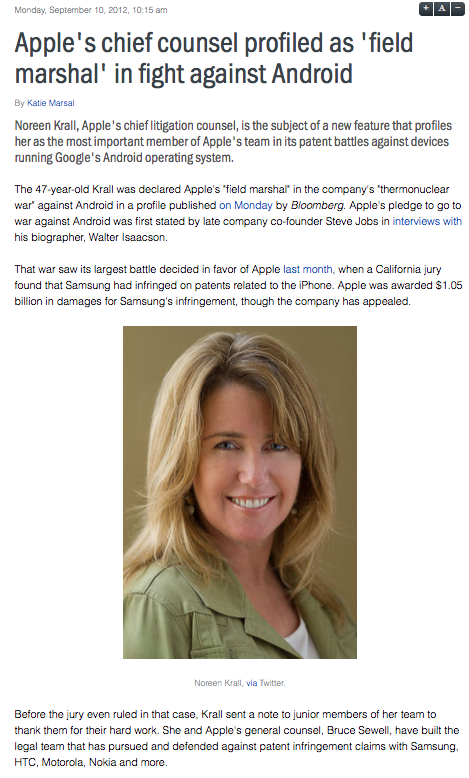 Monday, September 10, 2012, 10:15 am
+ A −
Apple's chief counsel profiled as 'field
marshal' in fight against Android
By Katie Marsal
Noreen Krall, Apple's chief litigation counsel, is the subject of a new feature that profiles
her as the most important member of Apple's team in its patent battles against devices
running Google's Android operating system.
The 47-year-old Krall was declared Apple's "field marshal" in the company's "thermonuclear
war" against Android in a profile published on Monday by Bloomberg. Apple's pledge to go to
war against Android was first stated by late company co-founder Steve Jobs in interviews with
his biographer, Walter Isaacson.
That war saw its largest battle decided in favor of Apple last month, when a California jury
found that Samsung had infringed on patents related to the iPhone. Apple was awarded $1.05
billion in damages for Samsung's infringement, though the company has appealed.
Noreen Krall, via Twitter.
Before the jury even ruled in that case, Krall sent a note to junior members of her team to
thank them for their hard work. She and Apple's general counsel, Bruce Sewell, have built the
legal team that has pursued and defended against patent infringement claims with Samsung,
HTC, Motorola, Nokia and more.